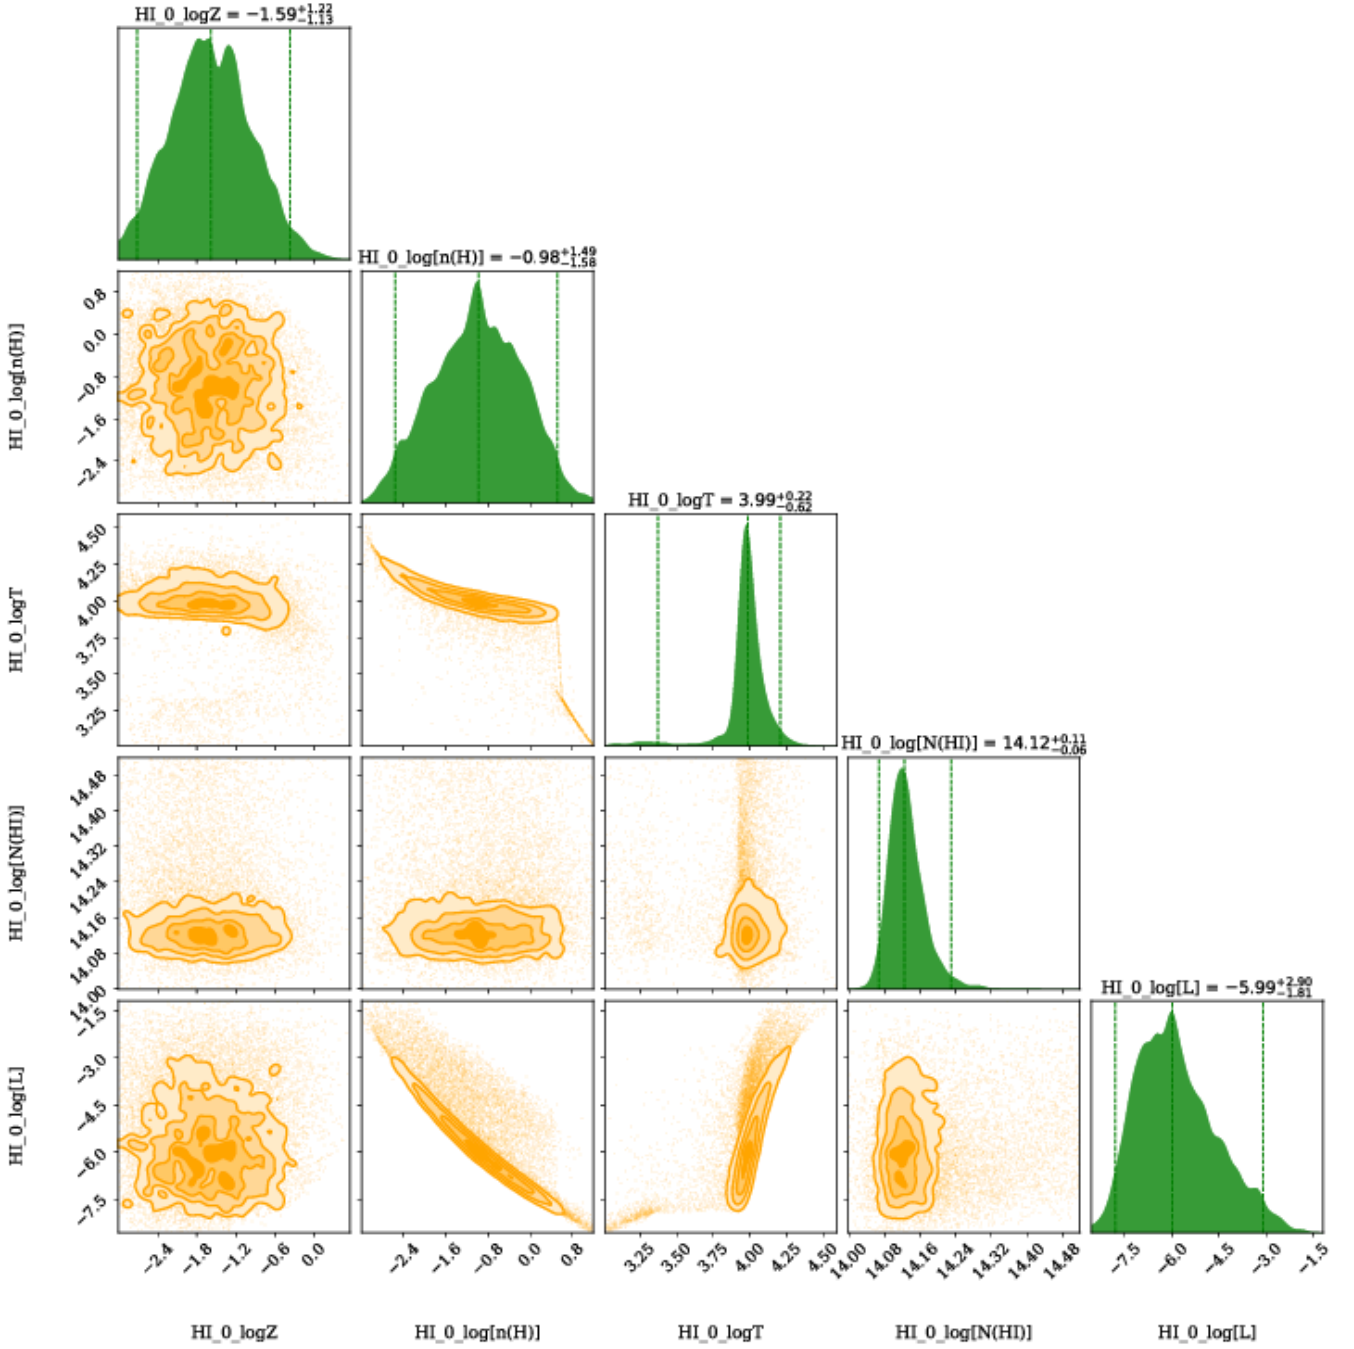 HI_0_logZ = −1.59+1.22−1.13
HI_0_log[n(H)] = −0.98+1.49−1.58
0.8
0.0
−0.8
−1.6
−2.4
HI_0_log[n(H)]
HI_0_logT = 3.99+0.22−0.62
4.50
4.25
4.00
3.75
3.50
3.25
HI_0_logT
HI_0_log[N(HI)] = 14.12+0.11−0.06
14.48
14.40
14.32
14.24
14.16
14.08
14.00
HI_0_log[N(HI)]
HI_0_log[L] = −5.99+2.90−1.81
−1.5
−3.0
−4.5
−6.0
−7.5
HI_0_log[L]
−2.4 −1.8 −1.2 −0.6 0.0 −2.4 −1.6 −0.8 0.0 0.8 3.25 3.50 3.75 4.00 4.25 4.50 14.00 14.08 14.16 14.24 14.32 14.40 14.48 −7.5 −6.0 −4.5 −3.0 −1.5
HI_0_logZ HI_0_log[n(H)] HI_0_logT HI_0_log[N(HI)] HI_0_log[L]